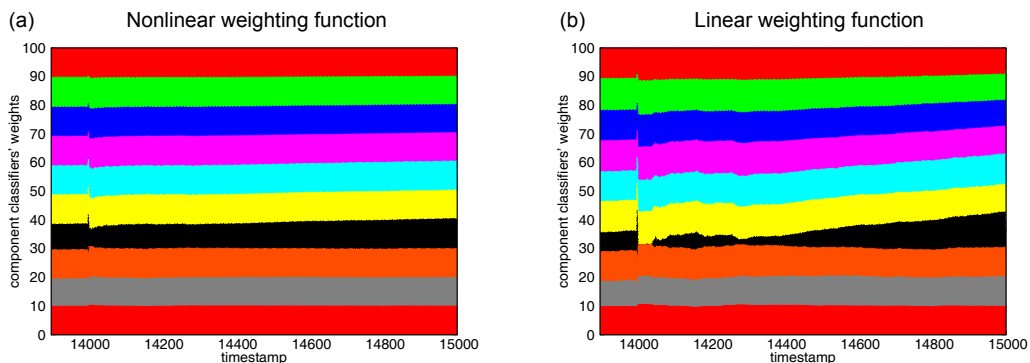 (a) Nonlinear weighting function
component classifiers' weights
100
90
80
70
60
50
40
30
20
10
0
14000 14200 14400 14600 14800 15000
timestamp
(b) Linear weighting function
component classifiers' weights
100
90
80
70
60
50
40
30
20
10
0
14000 14200 14400 14600 14800 15000
timestamp